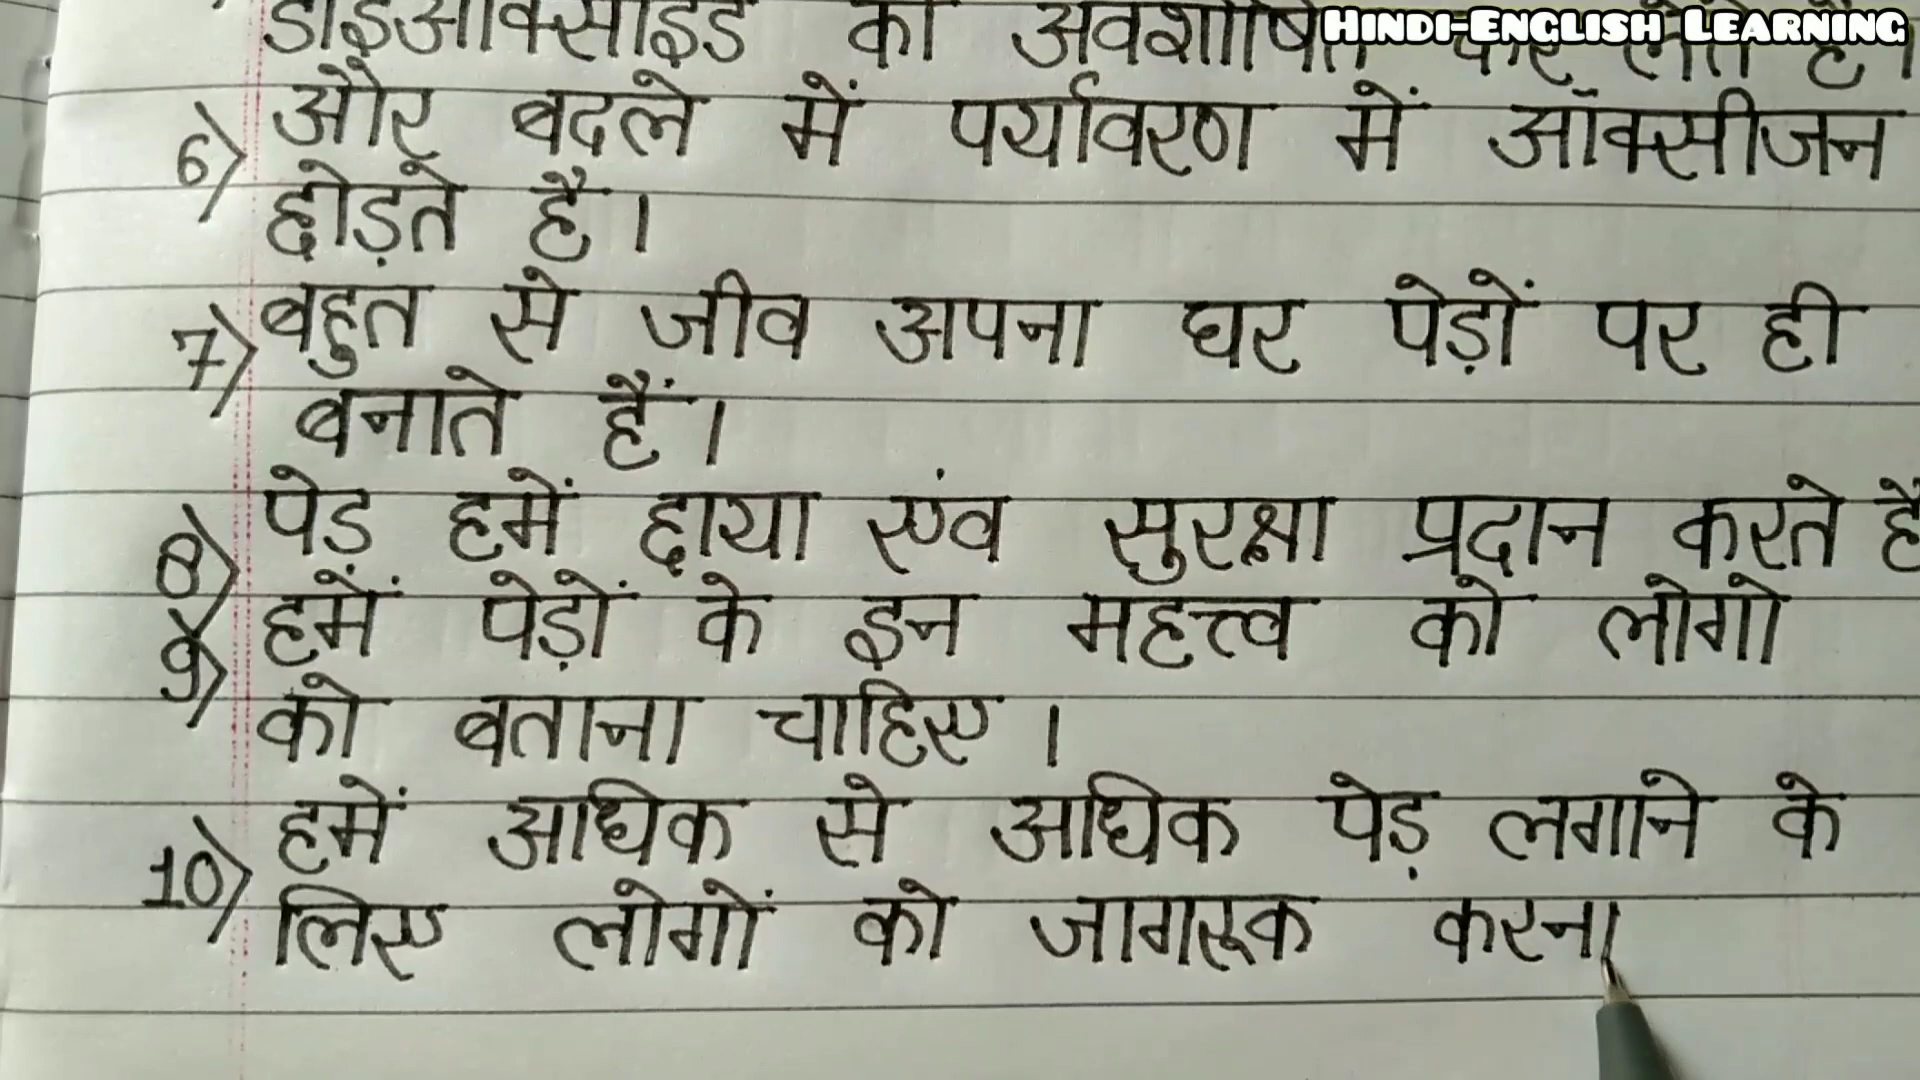 HINDI-ENGLISH LEARNING
डाइऑक्साइड को अवशोषित कर लेते हैं।
6) और बदले में पर्यावरण में ऑक्सीजन
छोड़ते हैं।
7) बहुत से जीव अपना घर पेड़ों पर ही
बनाते हैं।
8) पेड़ हमें छाया एंव सुरक्षा प्रदान करते हैं
9) हमें पेड़ों के इन महत्त्व को लोगो
को बताना चाहिए।
10) हमें अधिक से अधिक पेड़ लगाने के
लिए लोगों को जागरूक करना